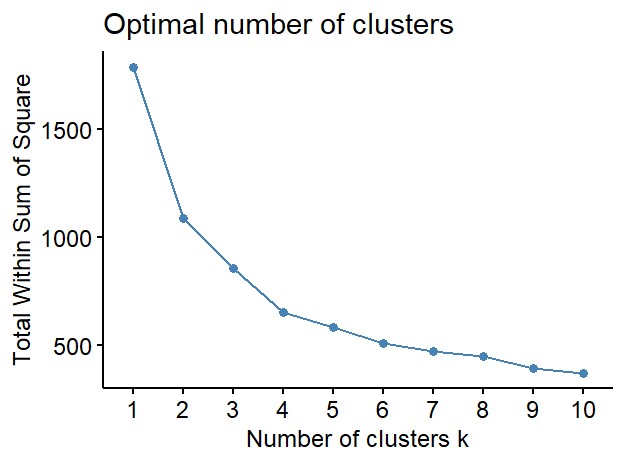 Optimal number of clusters
Total Within Sum of Square
1500
1000
500
1 2 3 4 5 6 7 8 9 10
Number of clusters k